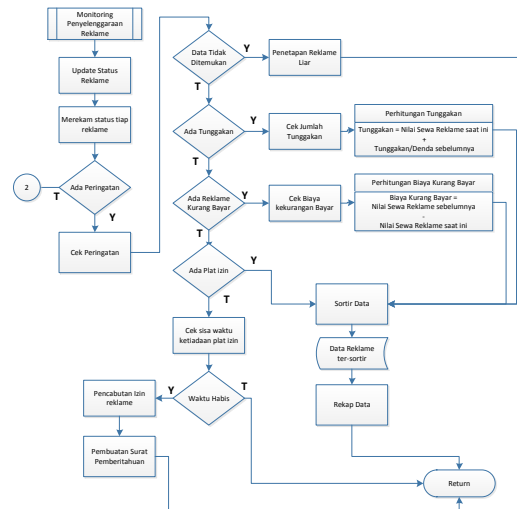 Monitoring
Penyelenggaraan
Reklame
Update Status
Reklame
Merekam status tiap
reklame
Ada Peringatan
2
T
Y
Cek Peringatan
Data Tidak
Ditemukan
Y
T
Penetapan Reklame
Liar
Ada Tunggakan
Y
T
Cek Jumlah
Tunggakan
Perhitungan Tunggakan
Tunggakan = Nilai Sewa Reklame saat ini
+
Tunggakan/Denda sebelumnya
Ada Reklame
Kurang Bayar
Y
T
Cek Biaya
kekurangan Bayar
Perhitungan Biaya Kurang Bayar
Biaya Kurang Bayar =
Nilai Sewa Reklame sebelumnya
-
Nilai Sewa Reklame saat ini
Ada Plat izin
Y
T
Sortir Data
Cek sisa waktu
ketiadaan plat izin
Data Reklame
ter-sortir
Waktu Habis
Y
T
Rekap Data
Pencabutan Izin
reklame
Pembuatan Surat
Pemberitahuan
Return